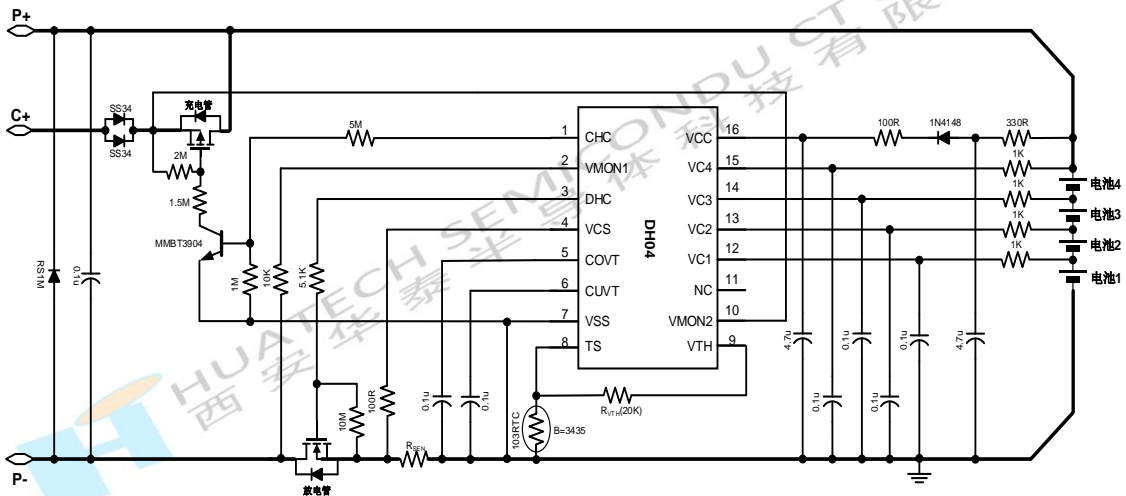 P+
C+
SS34
SS34
充电管
2M
1.5M
MMBT3904
5M
RS1M
0.1u
1M
10K
5.1K
10M
100R
0.1u
0.1u
R_SEN
放电管
P-
DH04
1 CHC
2 VMON1
3 DHC
4 VCS
5 COVT
6 CUVT
7 VSS
8 TS
VCC 16
VC4 15
VC3 14
VC2 13
VC1 12
NC 11
VMON2 10
VTH 9
103RTC
B=3435
R_VTH(20K)
100R
1N4148
330R
1K
1K
1K
1K
电池4
电池3
电池2
电池1
4.7u
0.1u
0.1u
4.7u
0.1u
0.1u
HUATECH SEMICONDU CT
西安华泰半导体科技有限